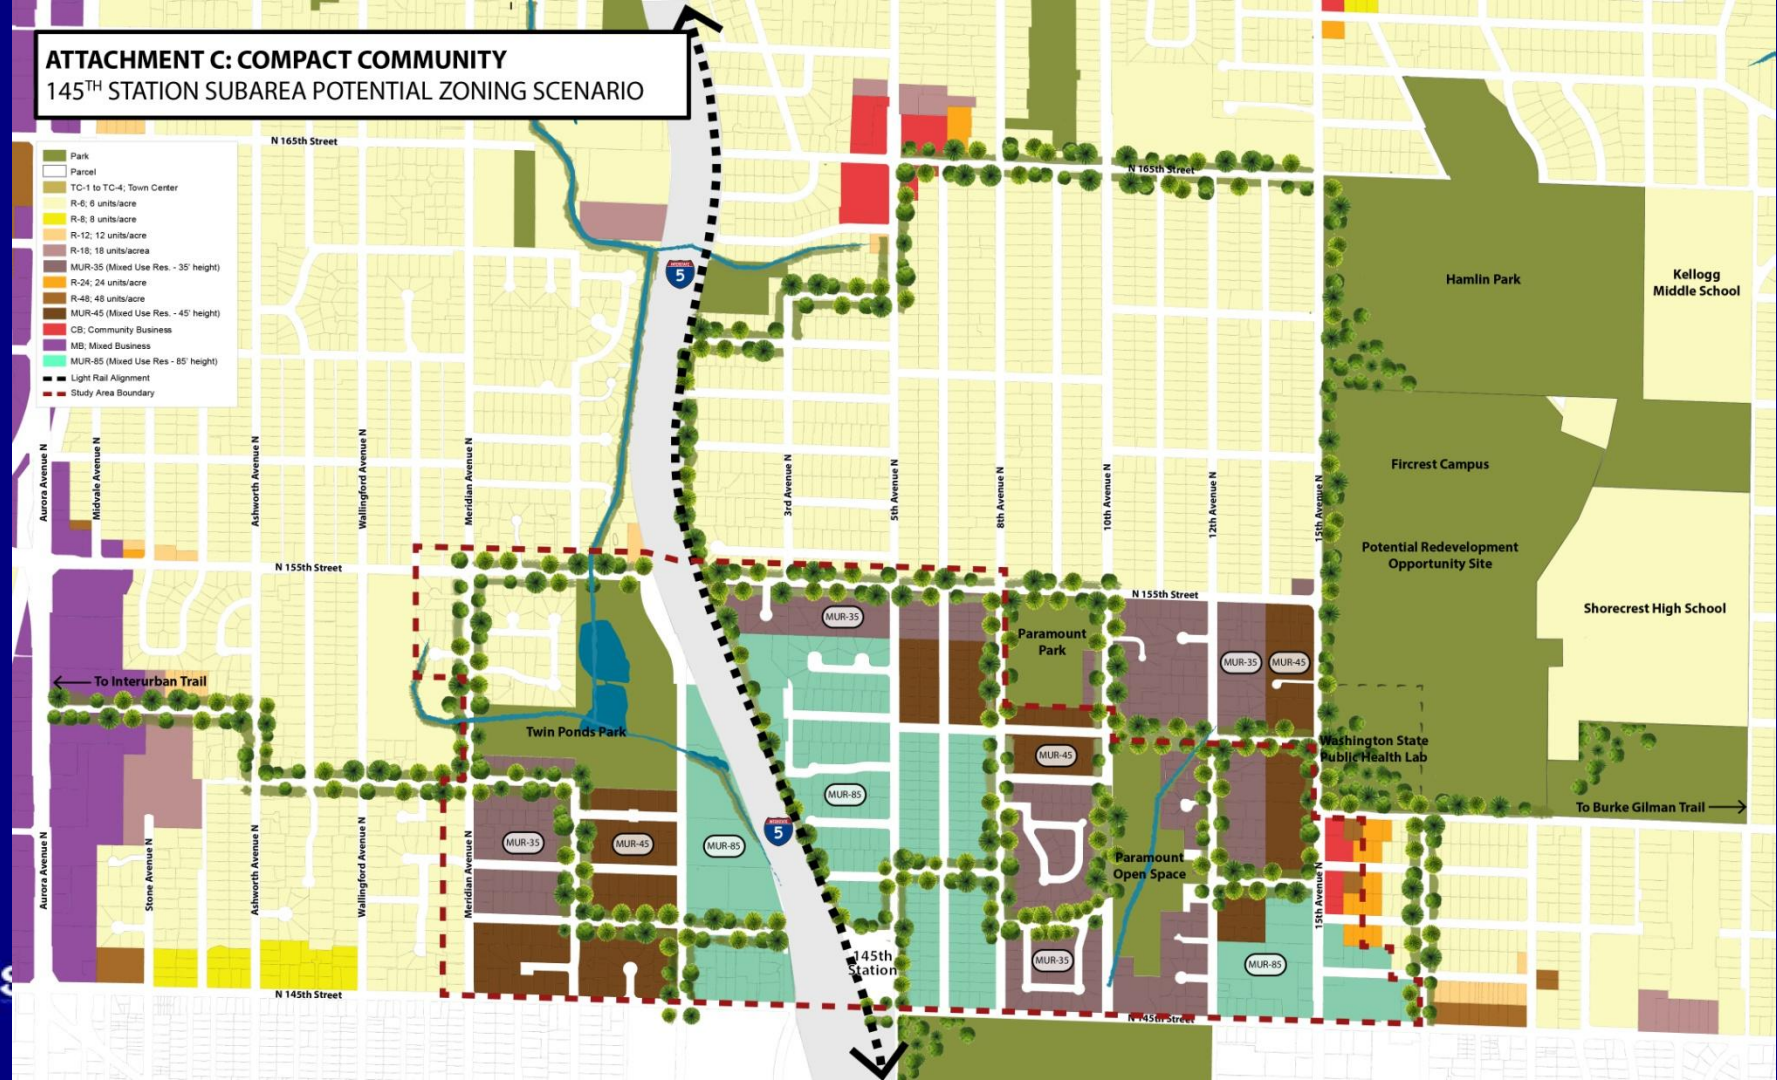 ATTACHMENT C: COMPACT COMMUNITY
145TH STATION SUBAREA POTENTIAL ZONING SCENARIO
N 165th Street
Park
Parcel
TC-1 to TC-4; Town Center
R-6; 6 units/acre
R-8; 8 units/acre
R-12; 12 units/acre
R-18; 18 units/acrea
MUR-35 (Mixed Use Res. - 35' height)
R-24; 24 units/acre
R-48; 48 units/acre
MUR-45 (Mixed Use Res. - 45' height)
CB; Community Business
MB; Mixed Business
MUR-85 (Mixed Use Res - 85' height)
Light Rail Alignment
Study Area Boundary
N 165th Street
5
Hamlin Park
Kellogg
Middle School
Aurora Avenue N
Midvale Avenue N
Ashworth Avenue N
Wallingford Avenue N
Meridian Avenue N
3rd Avenue N
5th Avenue N
8th Avenue N
10th Avenue N
12th Avenue N
15th Avenue N
Fircrest Campus
Potential Redevelopment
Opportunity Site
Shorecrest High School
N 155th Street
N 155th Street
MUR-35
Paramount
Park
MUR-35
MUR-45
To Interurban Trail
Twin Ponds Park
MUR-45
Washington State
Public Health Lab
MUR-85
To Burke Gilman Trail
5
MUR-35
MUR-45
MUR-85
Paramount
Open Space
Aurora Avenue N
Stone Avenue N
Ashworth Avenue N
Wallingford Avenue N
Meridian Avenue N
15th Avenue N
145th
Station
MUR-35
MUR-85
N 145th Street
N 145th Street